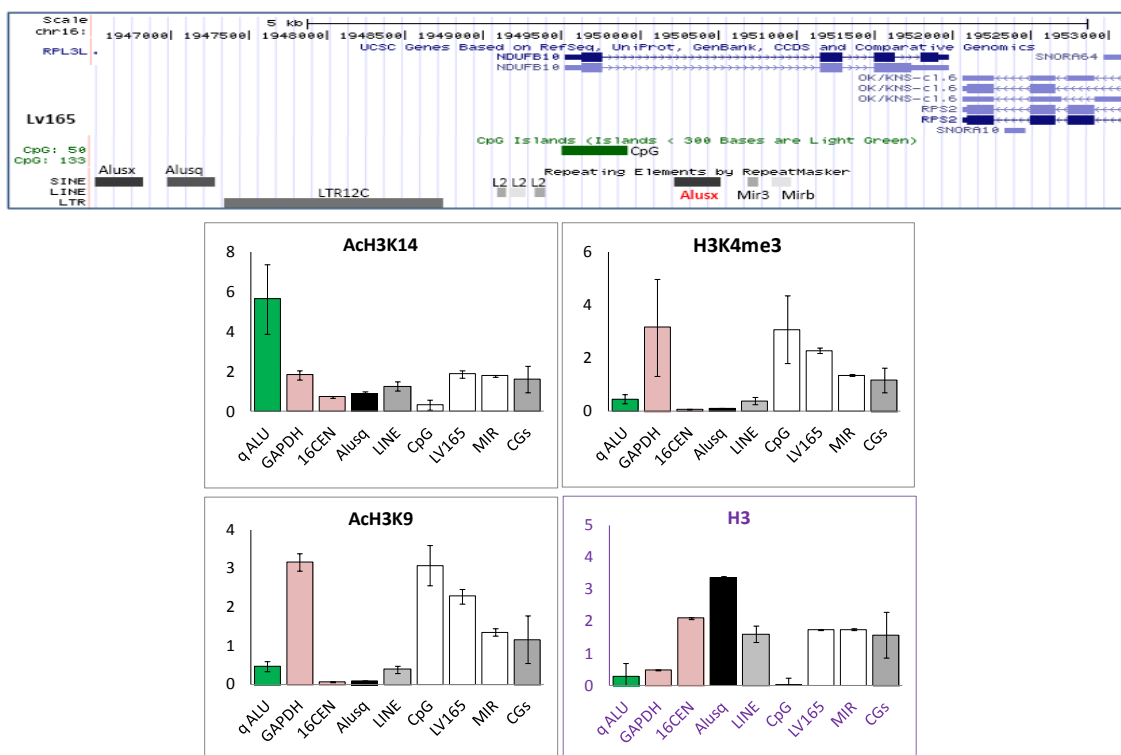 Scale 5 kb
chr16: 1947000 1947500 1948000 1948500 1949000 1949500 1950000 1950500 1951000 1951500 1952000 1952500 1953000
UCSC Genes Based on RefSeq, UniProt, GenBank, CCDS and Comparative Genomics
RPL3L NDUFB10 SNORA64
NDUFB10
OK/KNS-cl.6
OK/KNS-cl.6
OK/KNS-cl.6
RPS2
Lv165 RPS2
SNORA10
CpG Islands (Islands < 300 Bases are Light Green)
CpG: 50 CpG
CpG: 133
Repeating Elements by RepeatMasker
Alusx Alusq L2 L2 L2
SINE
LINE LTR12C Alusx Mir3 Mirb
LTR
AcH3K14
8
6
4
2
0
q ALU GAPDH 16CEN Alusq LINE CpG LV165 MIR CGs
H3K4me3
6
4
2
0
q ALU GAPDH 16CEN Alusq LINE CpG LV165 MIR CGs
AcH3K9
4
3
2
1
0
q ALU GAPDH 16CEN Alusq LINE CpG LV165 MIR CGs
H3
5
4
3
2
1
0
q ALU GAPDH 16CEN Alusq LINE CpG LV165 MIR CGs